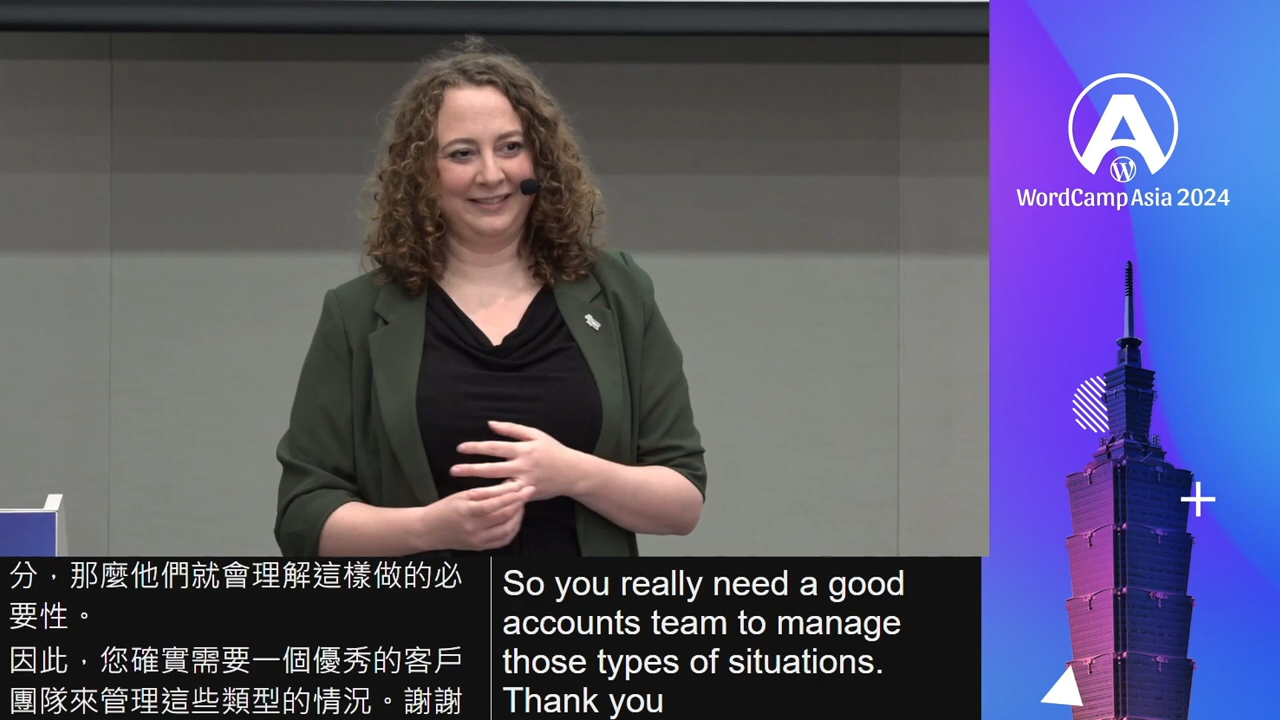 WordCamp Asia 2024
分，那麼他們就會理解這樣做的必
要性。
因此，您確實需要一個優秀的客戶
團隊來管理這些類型的情況。謝謝
So you really need a good
accounts team to manage
those types of situations.
Thank you